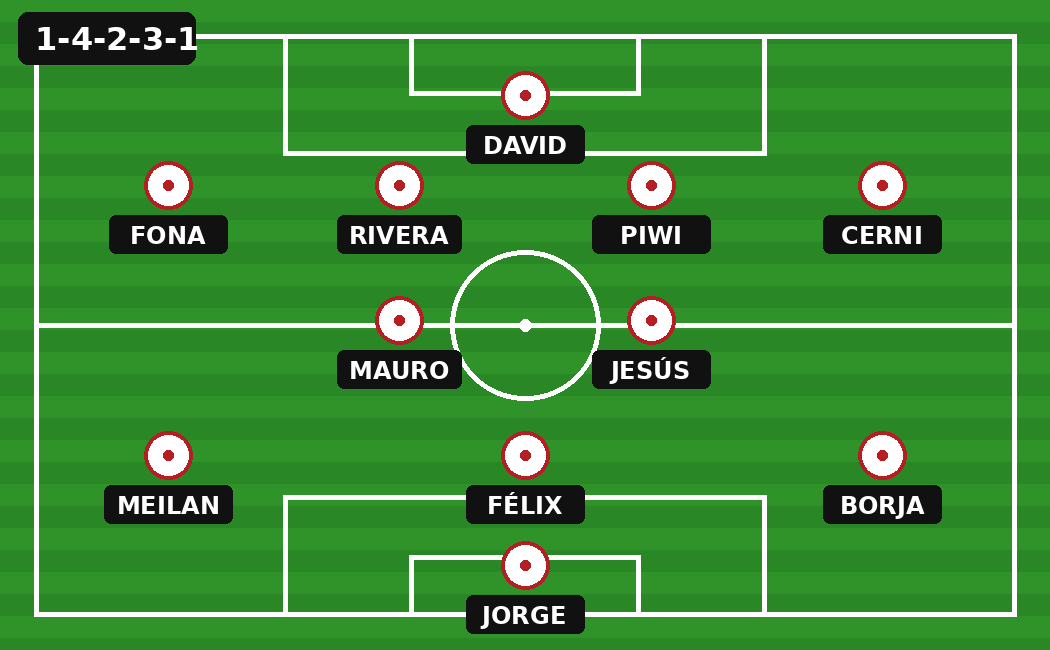 1-4-2-3-1
DAVID
FONA
RIVERA
PIWI
CERNI
MAURO
JESÚS
MEILAN
FÉLIX
BORJA
JORGE